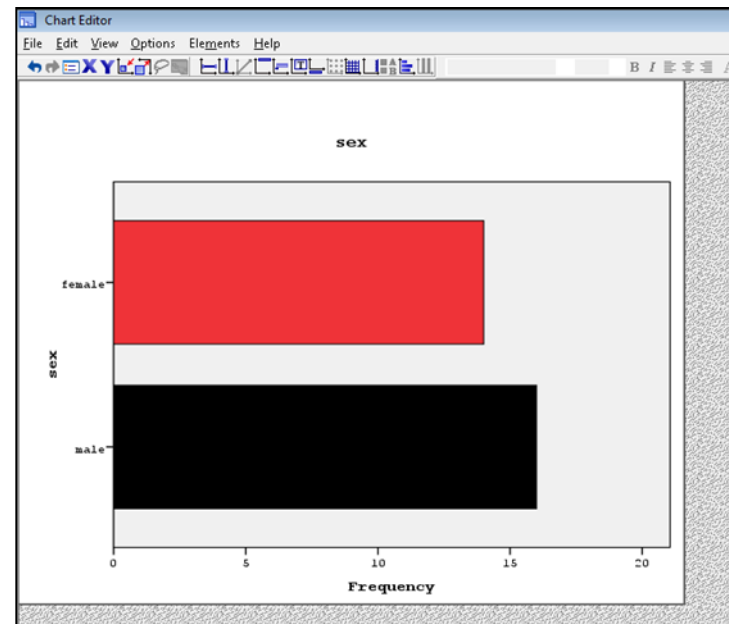 Chart Editor
File Edit View Options Elements Help
X Y B I
sex
female
sex
male
0 5 10 15 20
Frequency